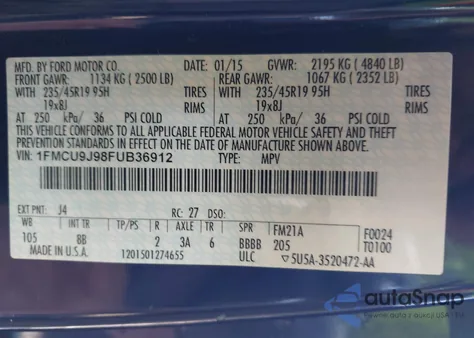 MFD. BY FORD MOTOR CO.
DATE: 01/15 GVWR: 2195 KG (4840 LB)
FRONT GAWR: 1134 KG (2500 LB) REAR GAWR: 1067 KG (2352 LB)
WITH 235/45R19 95H TIRES WITH 235/45R19 95H TIRES
19x8J RIMS 19x8J RIMS
AT 250 kPa/ 36 PSI COLD AT 250 kPa/ 36 PSI COLD
THIS VEHICLE CONFORMS TO ALL APPLICABLE FEDERAL MOTOR VEHICLE SAFETY AND THEFT
PREVENTION STANDARDS IN EFFECT ON THE DATE OF MANUFACTURE SHOWN ABOVE.
VIN: 1FMCU9J98FUB36912 TYPE: MPV
EXT PNT: J4 RC: 27 DSO:
WB INT TR TP/PS R AX TR SPR
105 BB 2 3A 6 BBBB
FM21A F0024
205 T0100
MADE IN U.S.A. 1201501274655 ULC 5U5A-3520472-AA
autoSnap